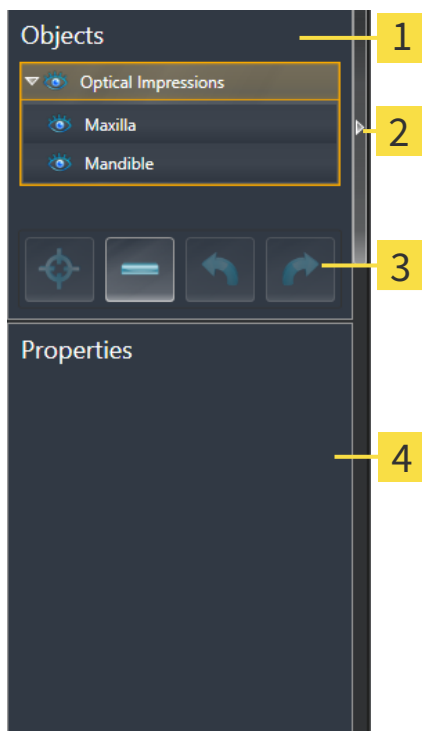 Objects
1
Optical Impressions
Maxilla
2
Mandible
3
Properties
4